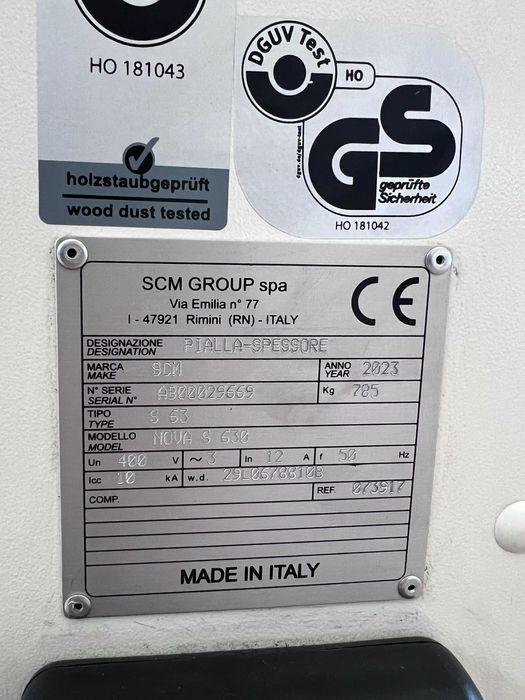 HO 181043
holzstaubgeprüft
wood dust tested
DGUV Test
HO
GS
geprüfte
Sicherheit
HO 181042
SCM GROUP spa
Via Emilia n° 77
I - 47921 Rimini (RN) - ITALY
CE
DESIGNAZIONE
DESIGNATION
PIALLA-SPESSORE
MARCA
MAKE
SCM
ANNO
YEAR
2023
N° SERIE
SERIAL N°
AB00029669
Kg 785
TIPO
TYPE
S 63
MODELLO
MODEL
NOVA S 630
Un 400 V ~ 3 In 12 A f 50 Hz
Icc 10 kA w.d.
COMP. REF. 073917
MADE IN ITALY